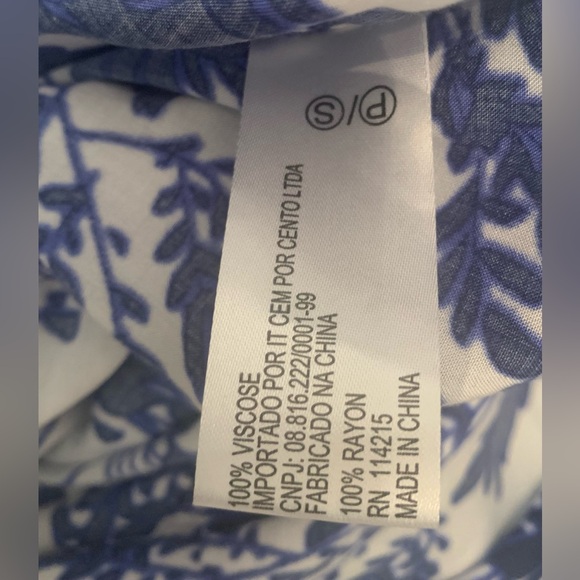 Ⓟ/Ⓢ
100% VISCOSE
IMPORTADO POR IT CEM POR CENTO LTDA
CNPJ: 08.816.222/0001-99
FABRICADO NA CHINA
100% RAYON
RN 114215
MADE IN CHINA